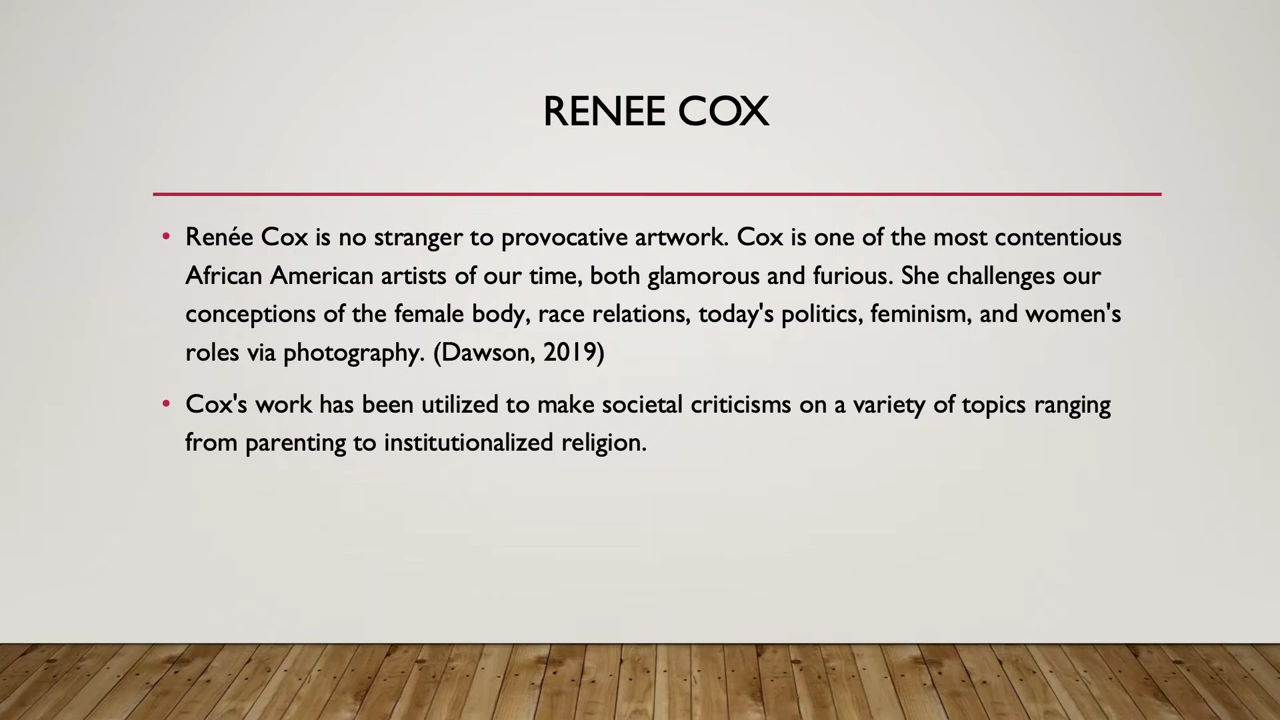 RENEE COX
• Renée Cox is no stranger to provocative artwork. Cox is one of the most contentious
African American artists of our time, both glamorous and furious. She challenges our
conceptions of the female body, race relations, today's politics, feminism, and women's
roles via photography. (Dawson, 2019)
• Cox's work has been utilized to make societal criticisms on a variety of topics ranging
from parenting to institutionalized religion.